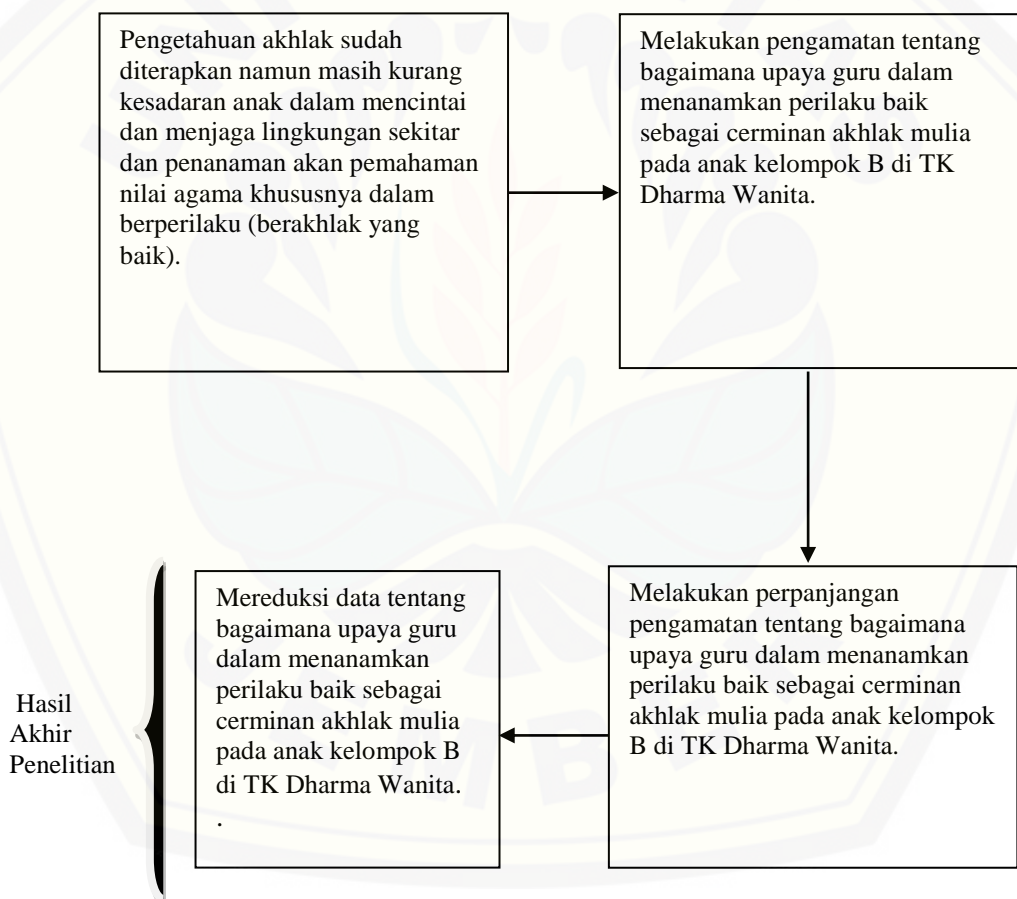 Pengetahuan akhlak sudah
diterapkan namun masih kurang
kesadaran anak dalam mencintai
dan menjaga lingkungan sekitar
dan penanaman akan pemahaman
nilai agama khususnya dalam
berperilaku (berakhlak yang
baik).
Melakukan pengamatan tentang
bagaimana upaya guru dalam
menanamkan perilaku baik
sebagai cerminan akhlak mulia
pada anak kelompok B di TK
Dharma Wanita.
Melakukan perpanjangan
pengamatan tentang bagaimana
upaya guru dalam menanamkan
perilaku baik sebagai cerminan
akhlak mulia pada anak kelompok
B di TK Dharma Wanita.
Mereduksi data tentang
bagaimana upaya guru
dalam menanamkan
perilaku baik sebagai
cerminan akhlak mulia
pada anak kelompok B
di TK Dharma Wanita.
.
Hasil
Akhir
Penelitian